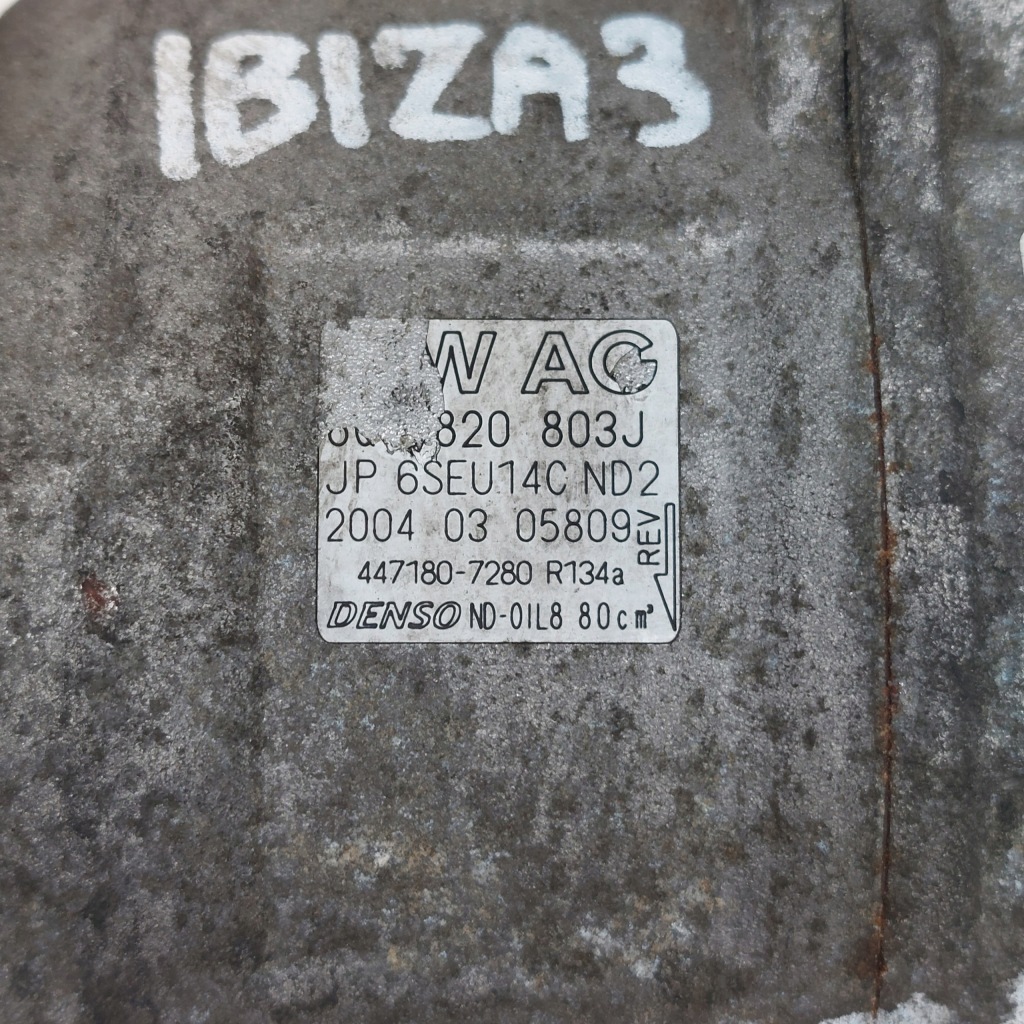 IBIZA3
W AG
820 803J
JP 6SEU14C ND2
2004 03 05809
REV
447180-7280 R134a
DENSO ND-OIL8 80cm³